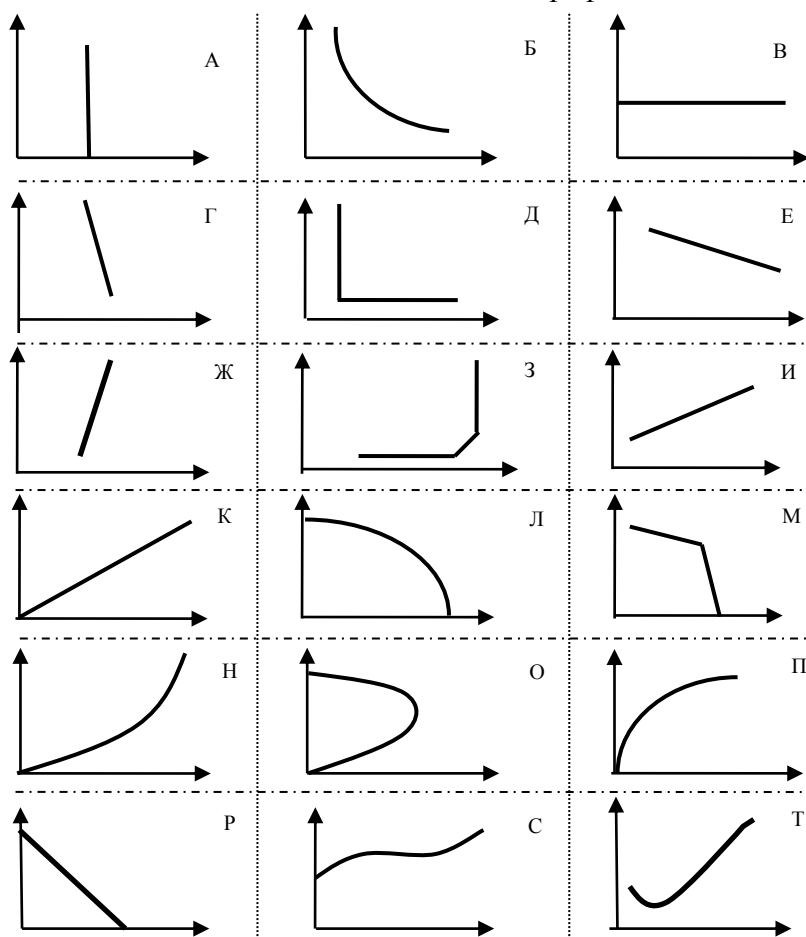 А Б В
Г Д Е
Ж З И
К Л М
Н О П
Р С Т